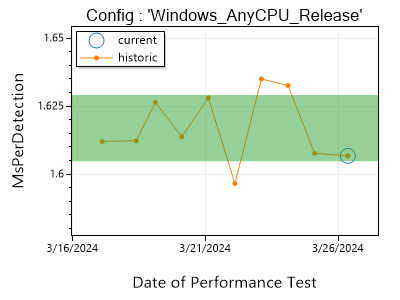 Config : 'Windows_AnyCPU_Release'
current
historic
1.65
1.625
1.6
MsPerDetection
3/16/2024
3/21/2024
3/26/2024
Date of Performance Test